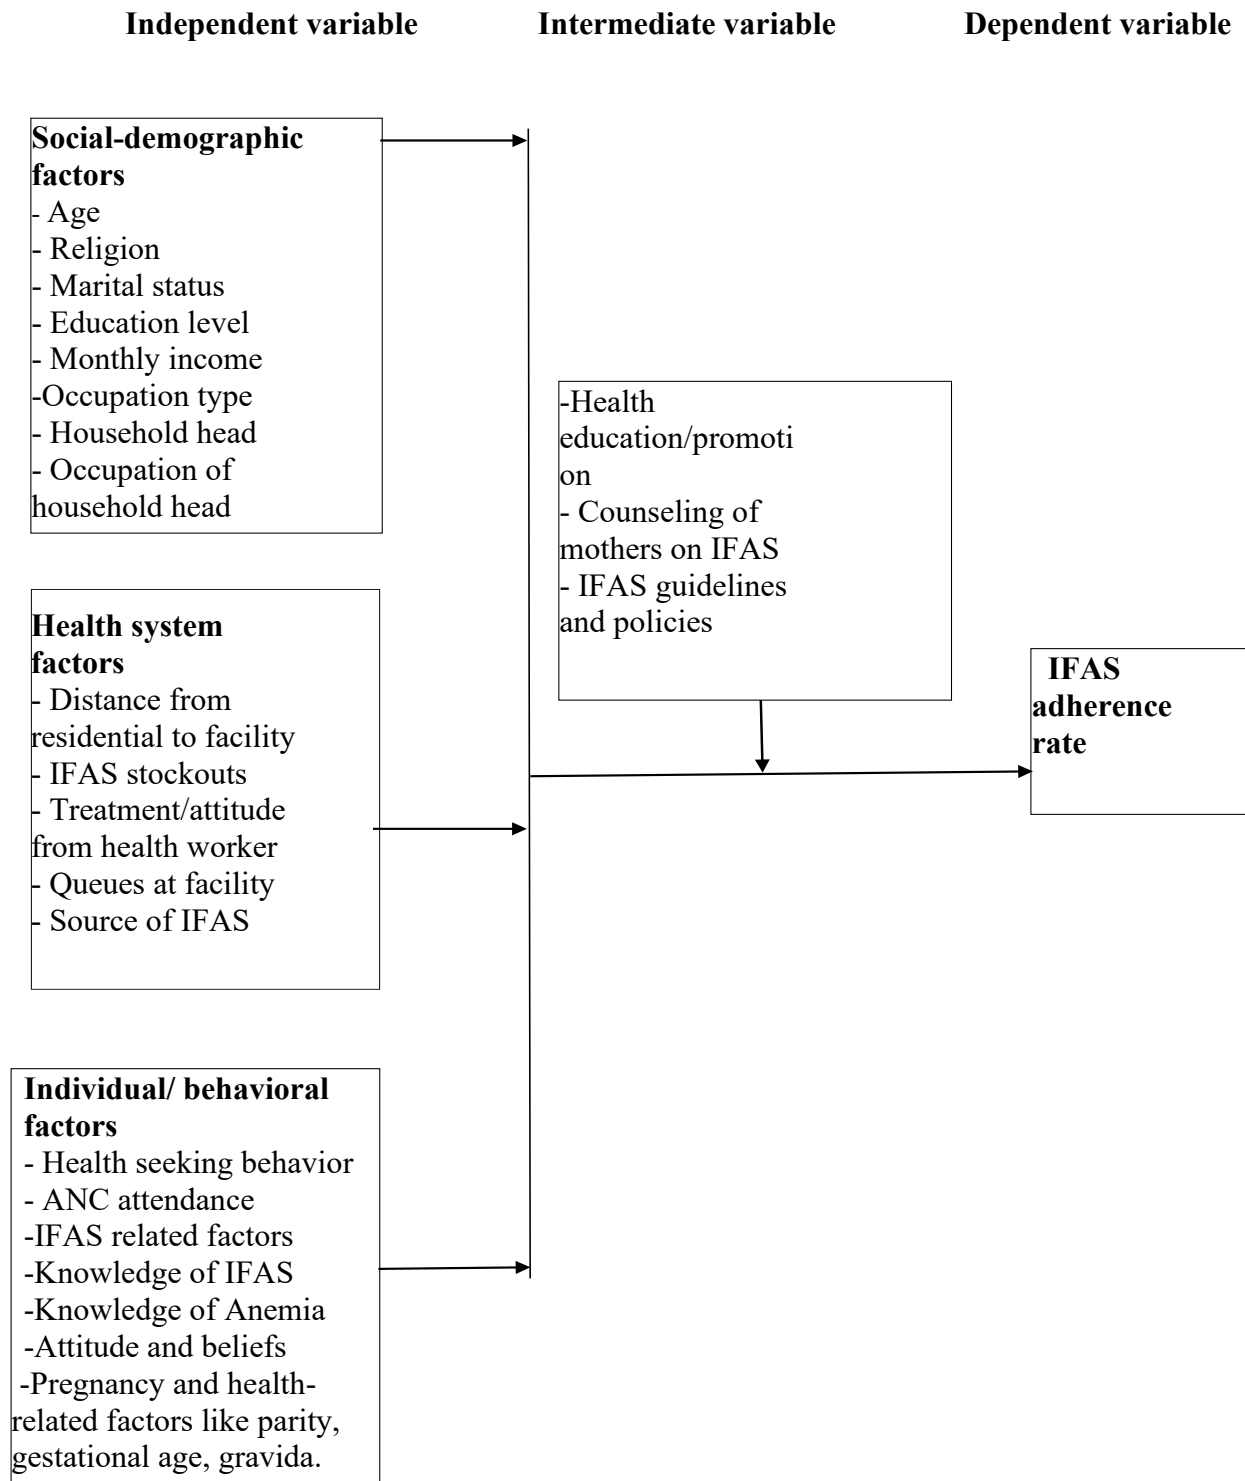 Independent variable Intermediate variable Dependent variable
Social-demographic
factors
- Age
- Religion
- Marital status
- Education level
- Monthly income
-Occupation type
- Household head
- Occupation of
household head
Health system
factors
- Distance from
residential to facility
- IFAS stockouts
- Treatment/attitude
from health worker
- Queues at facility
- Source of IFAS
Individual/ behavioral
factors
- Health seeking behavior
- ANC attendance
-IFAS related factors
-Knowledge of IFAS
-Knowledge of Anemia
-Attitude and beliefs
-Pregnancy and health-
related factors like parity,
gestational age, gravida.
-Health
education/promoti
on
- Counseling of
mothers on IFAS
- IFAS guidelines
and policies
IFAS
adherence
rate